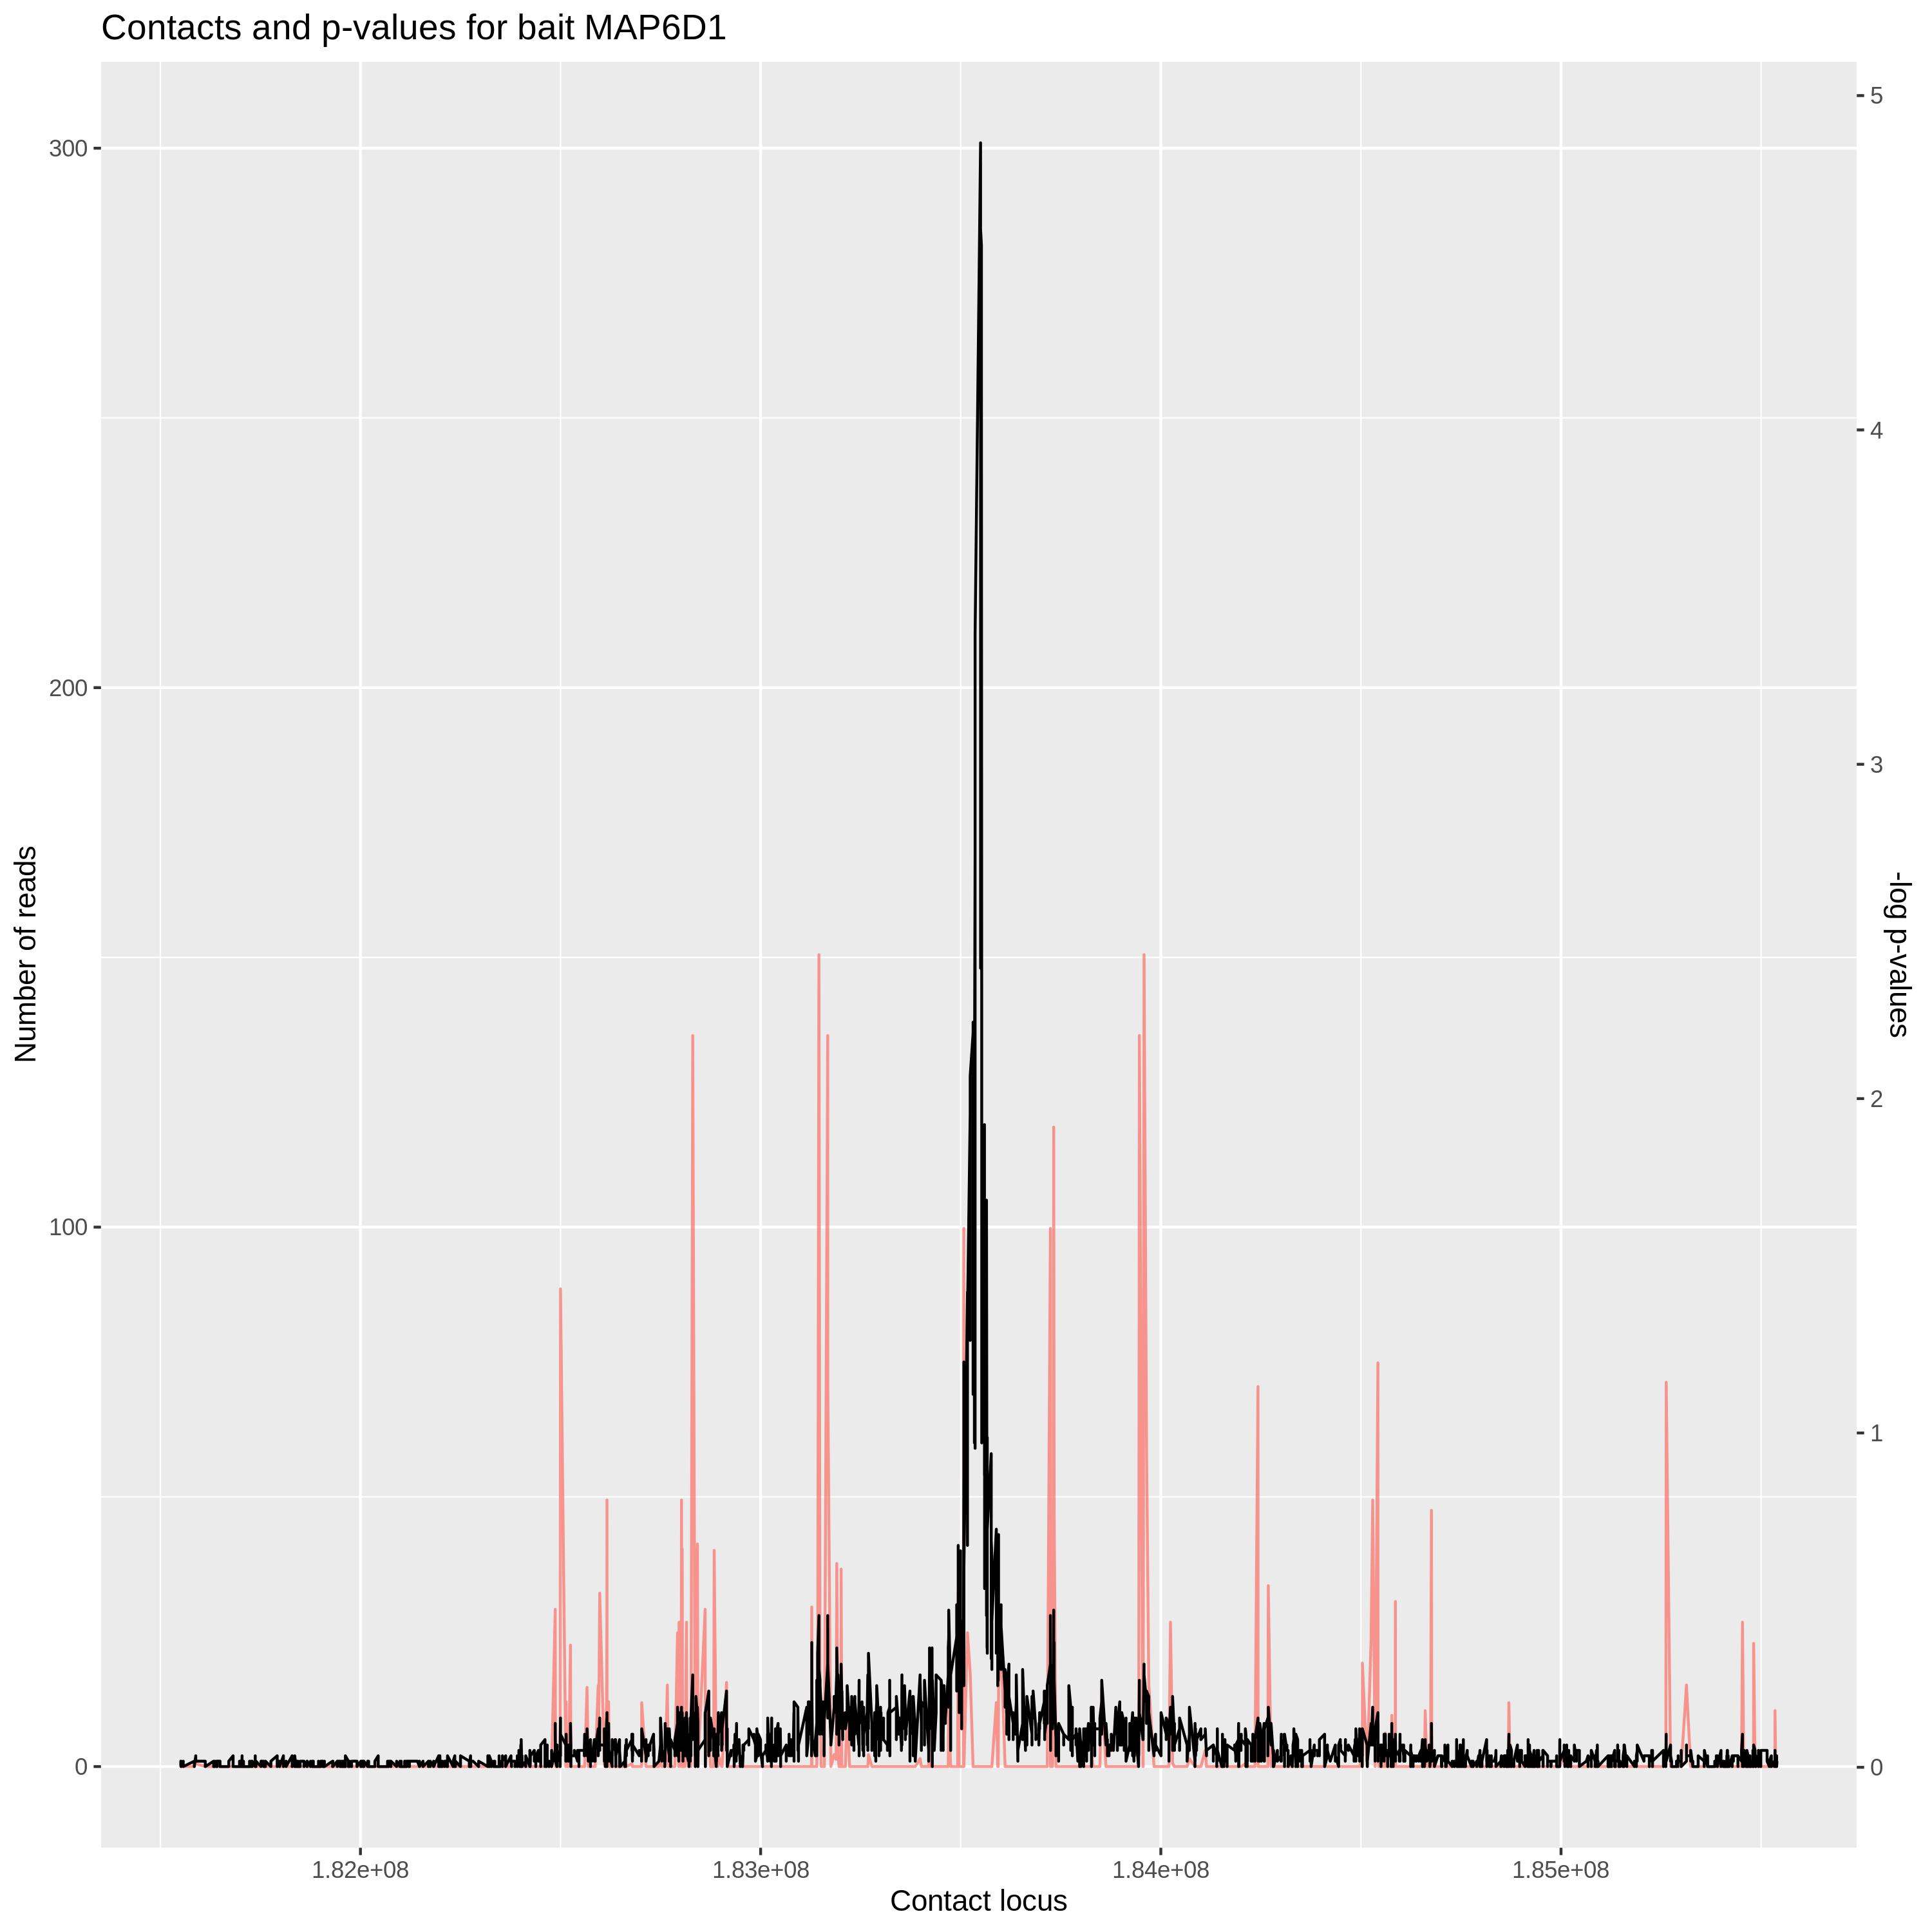 Contacts and p-values for bait MAP6D1
Number of reads
300
200
100
0
5
4
3
2
1
0
-log p-values
1.82e+08
1.83e+08
1.84e+08
1.85e+08
Contact locus